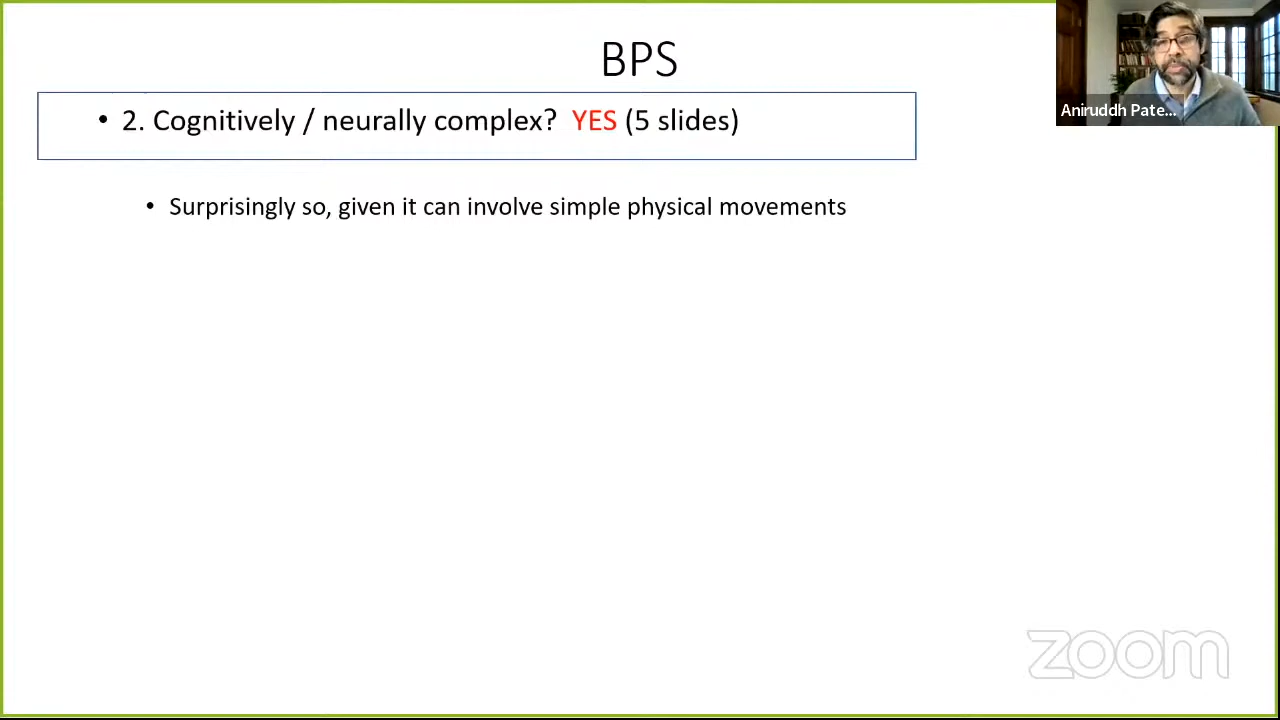 BPS
• 2. Cognitively / neurally complex? YES (5 slides)
• Surprisingly so, given it can involve simple physical movements
Aniruddh Pate...
zoom